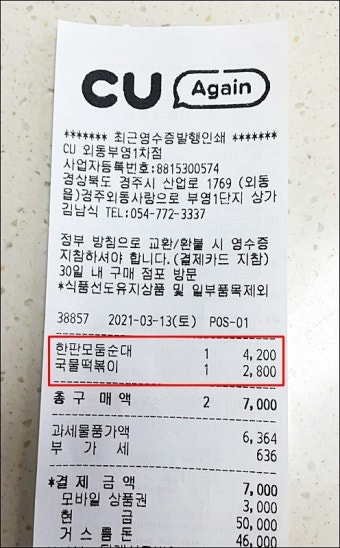 CU Again
******* 최근영수증발행인쇄 *******
CU 외동부영1차점
사업자등록번호:8815300574
경상북도 경주시 산업로 1769 (외동
읍)경주외동사랑으로 부영1단지 상가
김남식 TEL:054-772-3337
정부 방침으로 교환/환불 시 영수증
지참하셔야 합니다.(결제카드 지참)
30일 내 구매 점포 방문
*식품선도유지상품 및 일부품목제외
38857 2021-03-13(토) POS-01
한판모둠순대 1 4,200
국물떡볶이 1 2,800
총 구 매 액 2 7,000
과세물품가액 6,364
부 가 세 636
*결 제 금 액 7,000
모바일 상품권 3,000
현 금 50,000
거 스 름 돈 46,000